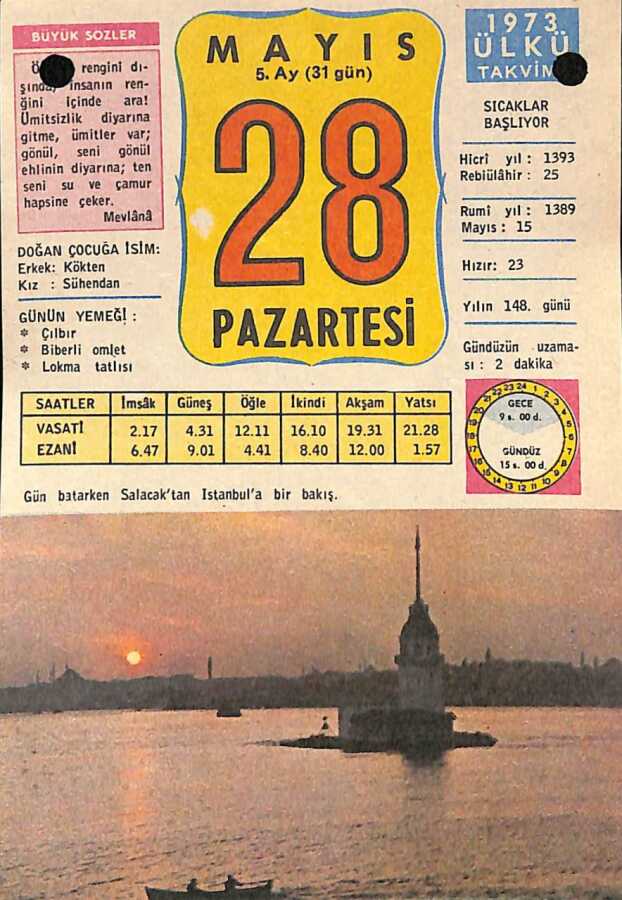 BÜYÜK SÖZLER
rengini dı-
insanın ren-
ğini içinde ara!
Ümitsizlik diyarına
gitme, ümitler var;
gönül, seni gönül
ehlinin diyarına; ten
seni su ve çamur
hapsine çeker.
Mevlânâ
DOĞAN ÇOCUĞA İSİM:
Erkek: Kökten
Kız : Sühendan
GÜNÜN YEMEĞİ :
* Çılbır
* Biberli omlet
* Lokma tatlısı
MAYIS
5. Ay (31 gün)
28
PAZARTESİ
1973
ÜLKÜ
TAKVİM
SICAKLAR
BAŞLIYOR
Hicrî yıl : 1393
Rebiülâhir : 25
Rumî yıl : 1389
Mayıs : 15
Hızır: 23
Yılın 148. günü
Gündüzün uzama-
sı : 2 dakika
SAATLER İmsâk Güneş Öğle İkindi Akşam Yatsı
VASATİ 2.17 4.31 12.11 16.10 19.31 21.28
EZANİ 6.47 9.01 4.41 8.40 12.00 1.57
GECE
9 s. 00 d.
GÜNDÜZ
15 s. 00 d.
Gün batarken Salacak'tan Istanbul'a bir bakış.